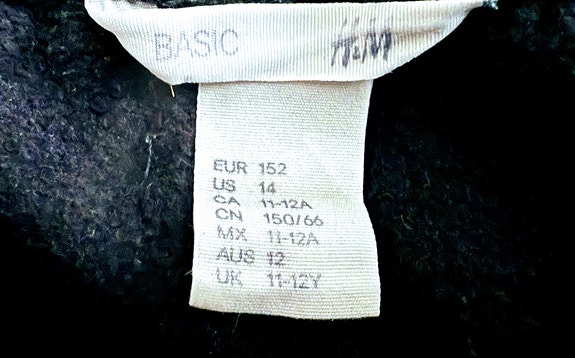 BASIC H&M
EUR 152
US 14
CA 11-12A
CN 150/66
MX 11-12A
AUS 12
UK 11-12Y